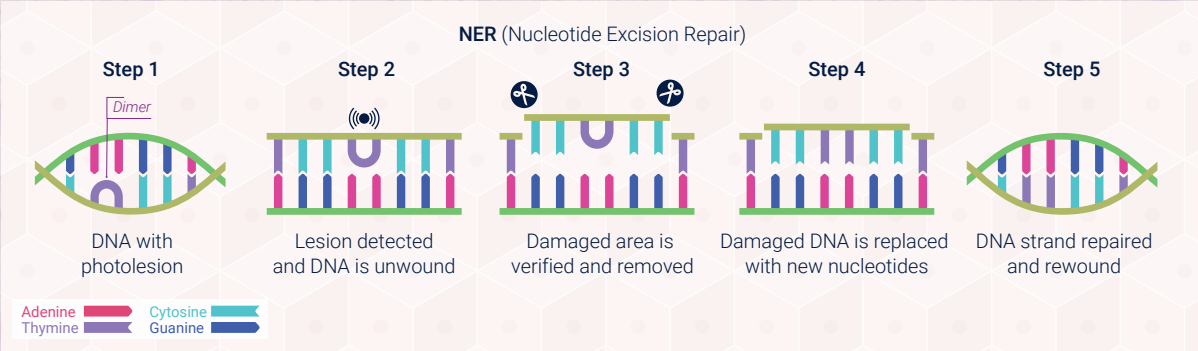 NER (Nucleotide Excision Repair)
Step 1
Dimer
DNA with
photolesion
Step 2
Lesion detected
and DNA is unwound
Step 3
Damaged area is
verified and removed
Step 4
Damaged DNA is replaced
with new nucleotides
Step 5
DNA strand repaired
and rewound
Adenine
Thymine
Cytosine
Guanine